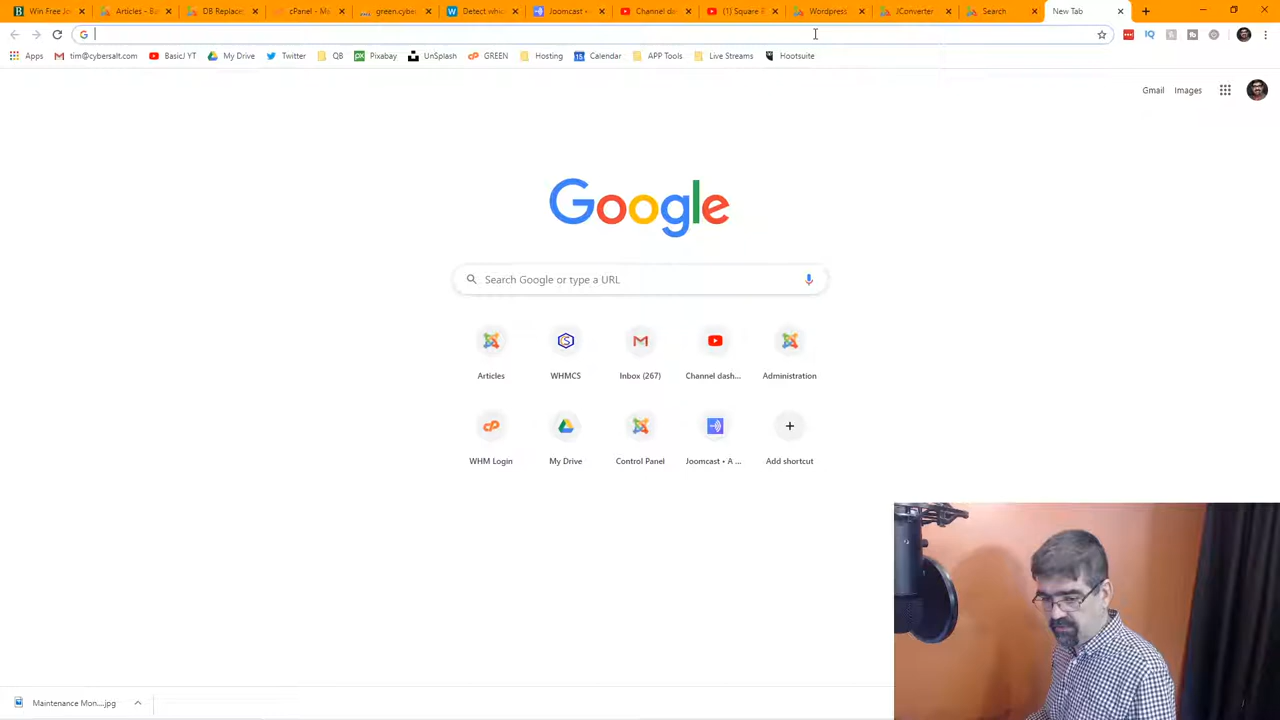 Win Free Jo
Articles - Ba
DB Replace
cPanel - Ma
green.cyber
Detect whic
Joomcast •
Channel da
(1) Square F
Wordpress
JConverter
Search
New Tab
Apps
tim@cybersalt.com
BasicJ YT
My Drive
Twitter
QB
Pixabay
UnSplash
GREEN
Hosting
Calendar
APP Tools
Live Streams
Hootsuite
Gmail
Images
Google
Search Google or type a URL
Articles
WHMCS
Inbox (267)
Channel dash...
Administration
WHM Login
My Drive
Control Panel
Joomcast • A ...
Add shortcut
Maintenance Mon....jpg